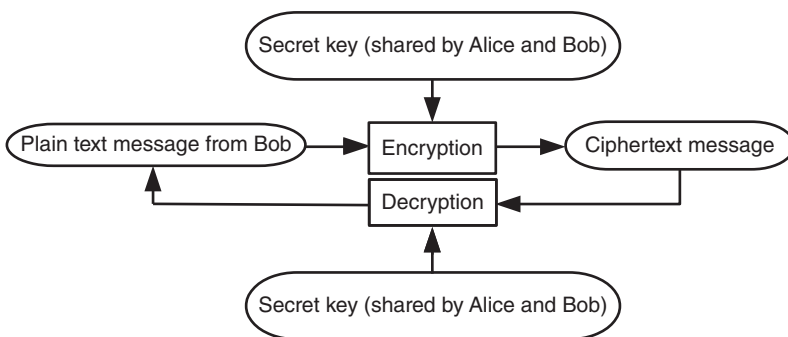 Secret key (shared by Alice and Bob)
Plain text message from Bob
Encryption
Ciphertext message
Decryption
Secret key (shared by Alice and Bob)